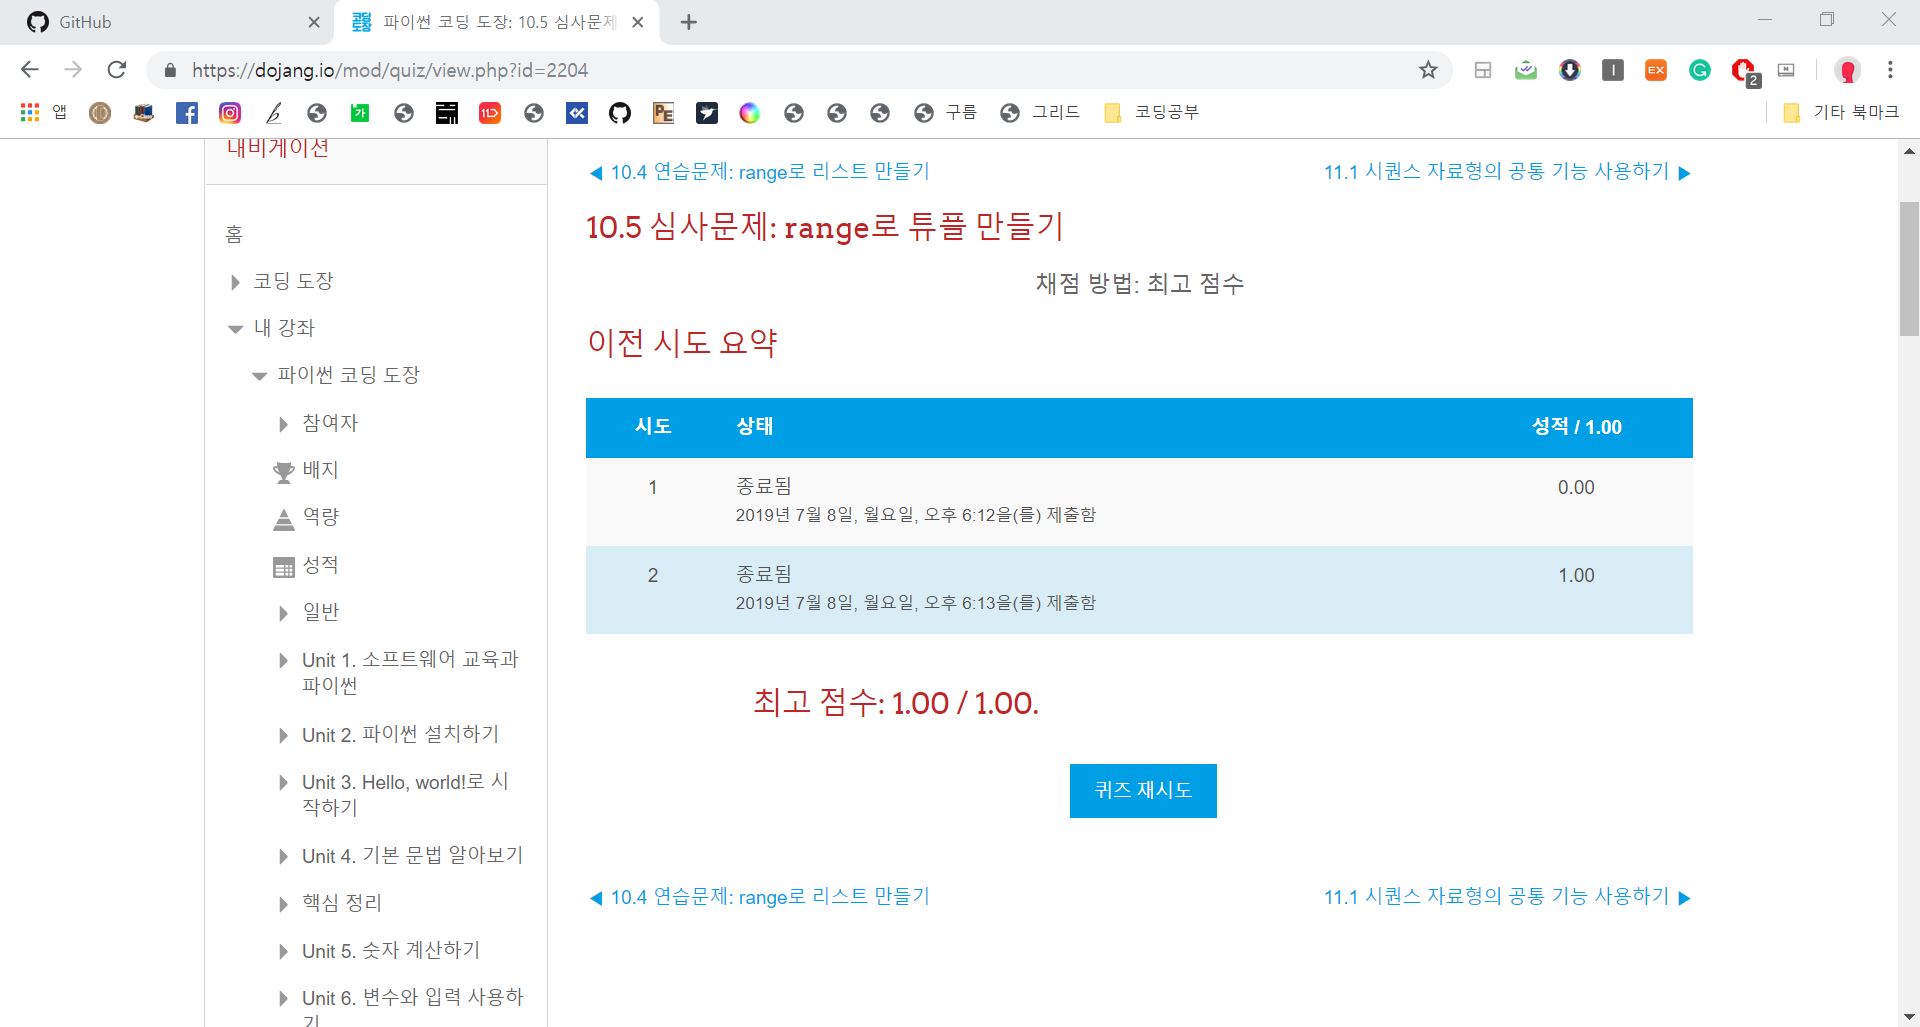 GitHub
파이썬 코딩 도장: 10.5 심사문제
https://dojang.io/mod/quiz/view.php?id=2204
앱
구름
그리드
코딩공부
기타 북마크
내비게이션
홈
코딩 도장
내 강좌
파이썬 코딩 도장
참여자
배지
역량
성적
일반
Unit 1. 소프트웨어 교육과
파이썬
Unit 2. 파이썬 설치하기
Unit 3. Hello, world!로 시
작하기
Unit 4. 기본 문법 알아보기
핵심 정리
Unit 5. 숫자 계산하기
Unit 6. 변수와 입력 사용하
기
◀ 10.4 연습문제: range로 리스트 만들기
11.1 시퀀스 자료형의 공통 기능 사용하기 ▶
10.5 심사문제: range로 튜플 만들기
채점 방법: 최고 점수
이전 시도 요약
시도 상태 성적 / 1.00
1 종료됨 0.00
2019년 7월 8일, 월요일, 오후 6:12을(를) 제출함
2 종료됨 1.00
2019년 7월 8일, 월요일, 오후 6:13을(를) 제출함
최고 점수: 1.00 / 1.00.
퀴즈 재시도
◀ 10.4 연습문제: range로 리스트 만들기
11.1 시퀀스 자료형의 공통 기능 사용하기 ▶